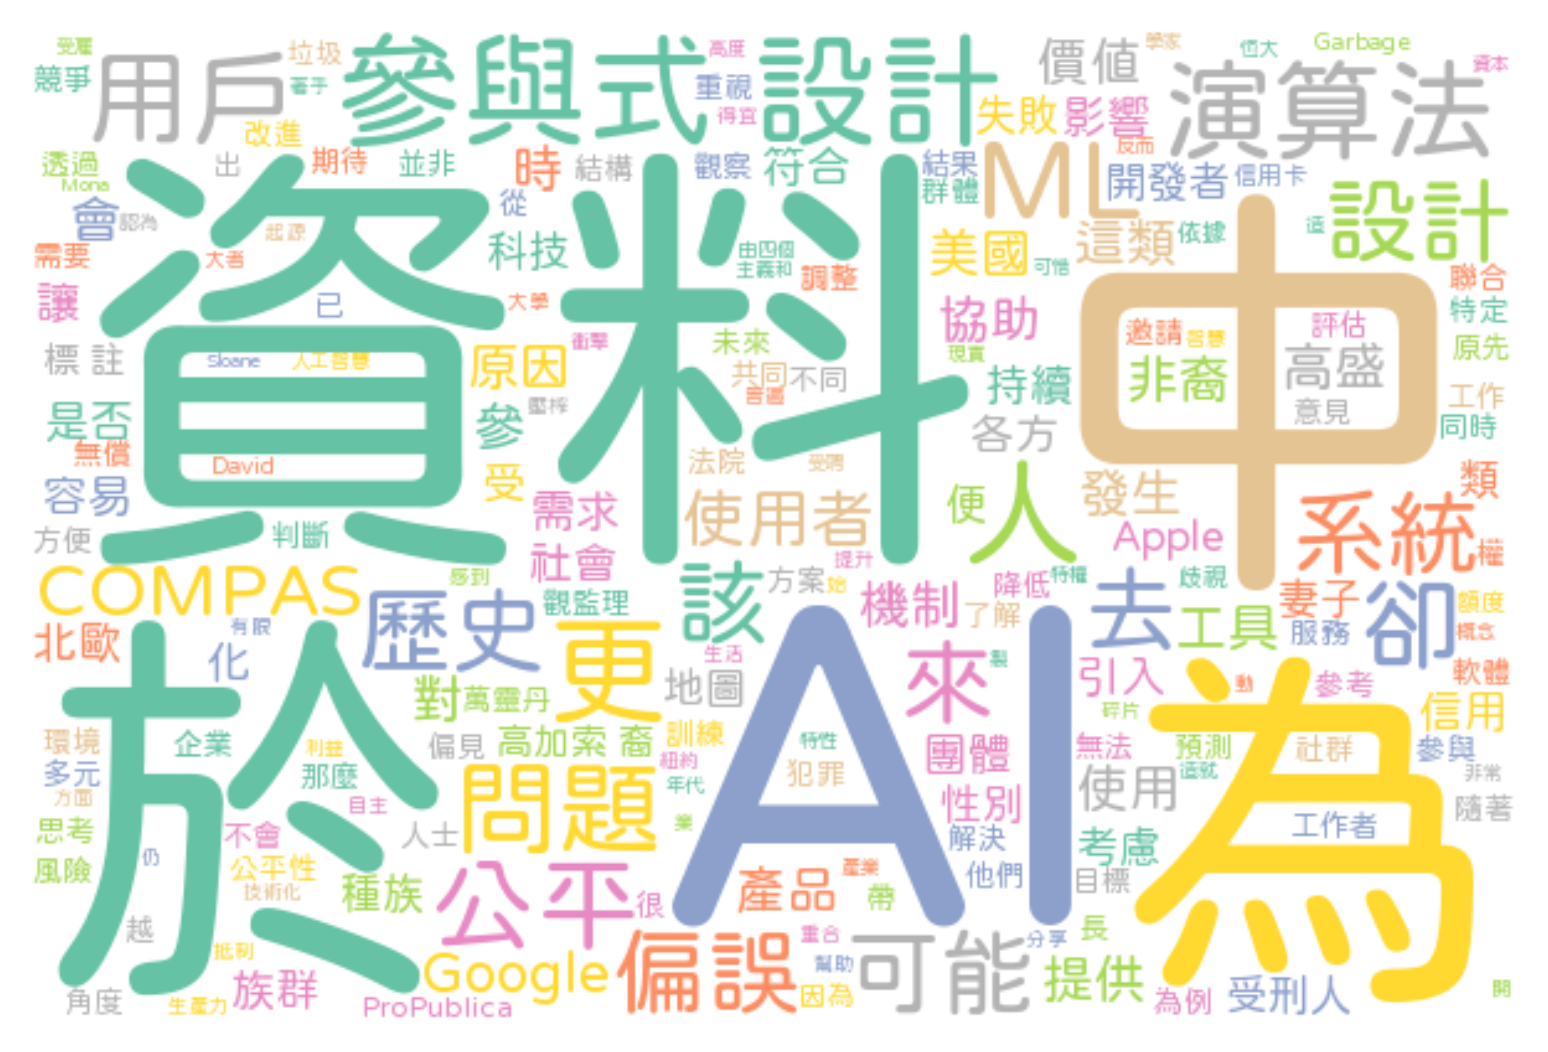 受雇 垃圾 高度 學家 恆大 Garbage 資本
競爭 用戶 著手 參與式設計 重視 價值 演算法
改進 得宜 失敗 影響 反而
透過 出 期待 並非 時 結構 觀察 符合 結果 ML 開發者 信用卡
Mona 會 認為 從 群體 設計
需要 起源 大者 科技 由四個 主義和 美國 可惜 這類 依據 造
讓 已 大學 調整 協助 聯合 特定
資料 中
標 註 Sloane 人工智慧 原因 衝擊 未來 現實 邀請 智慧 評估 原先
是否 參 壓榨 共同 不同 持續 非裔 高盛 工作
無償 David 法院 受聘 各方 意見 同時
容易 受 需求 使用者 便 人 發生 系統 類
方便 判斷 社會 提升 Apple 權
COMPAS 感到 該 方案 始 機制 降低 特權 去 歧視 妻子 卻 額度
北歐 有限 歷史 觀監理 更 了解 工具 服務 概念
於 化 生活 AI 來 製 為 軟體
對 萬靈丹 地圖 引入 碎片 動 參考 信用
環境 企業 利益 偏見 高加索 裔 訓練 特性 團體 無法 預測 社群 參與
多元 那麼 紐約 年代 犯罪 使用 造就 非常
方面 自主 問題 性別 隨著
思考 仍 不會 人士 業 解決 考慮 工作者
風險 公平性 技術化 種族 公平 很 產品 產業 帶 他們 目標
越 抵制 偏誤 重合 可能 分享 長
角度 生產力 族群 Google ProPublica 幫助 因為 提供 為例 受刑人 開